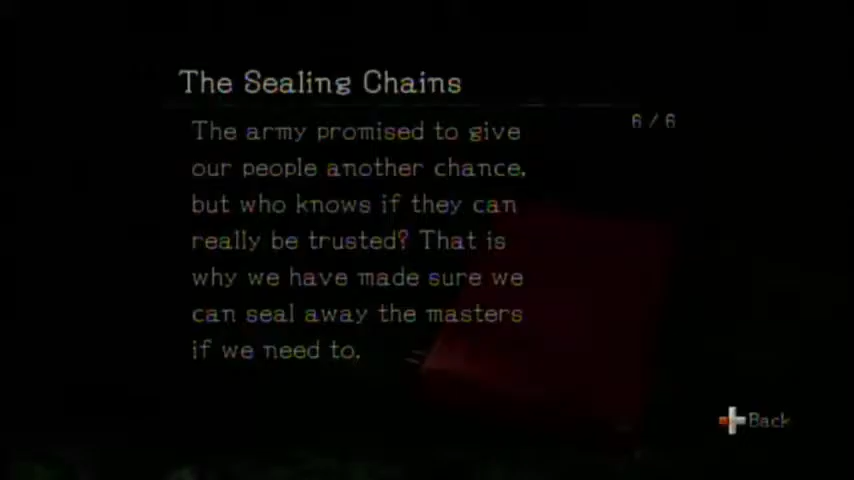 The Sealing Chains
6 / 6
The army promised to give
our people another chance,
but who knows if they can
really be trusted? That is
why we have made sure we
can seal away the masters
if we need to.
Back